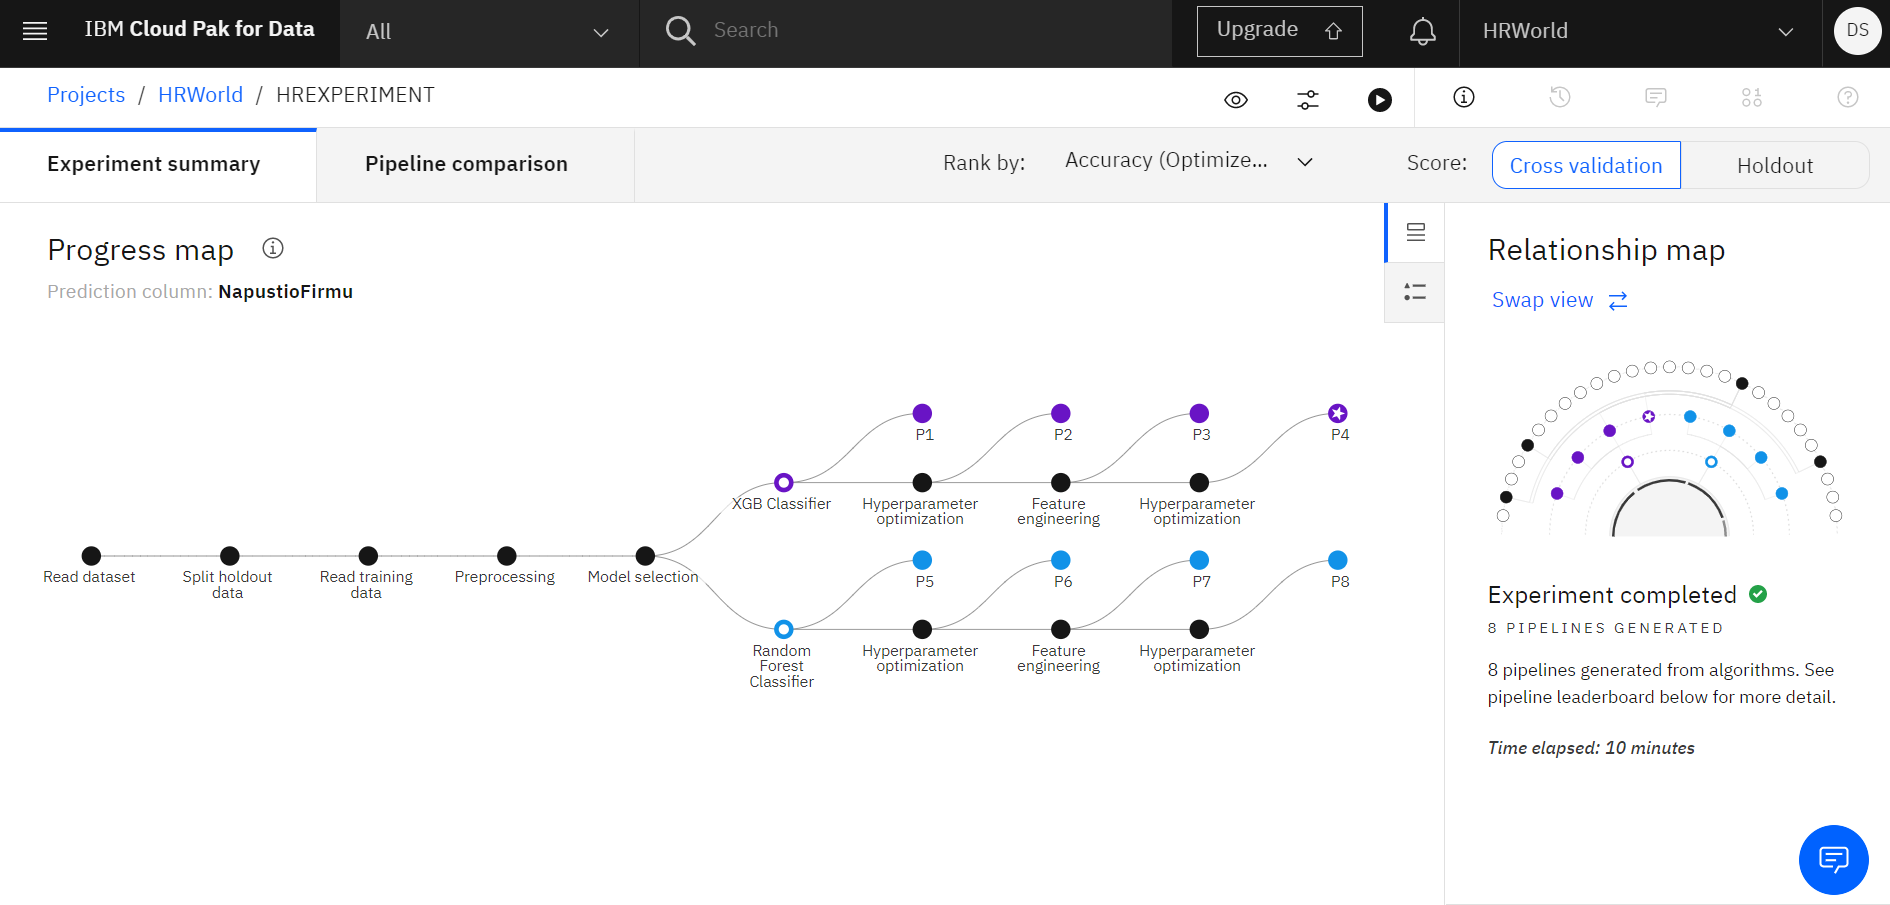 IBM Cloud Pak for Data
All
Search
Upgrade
HRWorld
DS
Projects / HRWorld / HREXPERIMENT
Experiment summary
Pipeline comparison
Rank by: Accuracy (Optimize...
Score: Cross validation Holdout
Progress map
Prediction column: NapustioFirmu
P1
P2
P3
P4
XGB Classifier
Hyperparameter
optimization
Feature
engineering
Hyperparameter
optimization
Read dataset
Split holdout
data
Read training
data
Preprocessing
Model selection
P5
P6
P7
P8
Random
Forest
Classifier
Hyperparameter
optimization
Feature
engineering
Hyperparameter
optimization
Relationship map
Swap view
Experiment completed
8 PIPELINES GENERATED
8 pipelines generated from algorithms. See
pipeline leaderboard below for more detail.
Time elapsed: 10 minutes